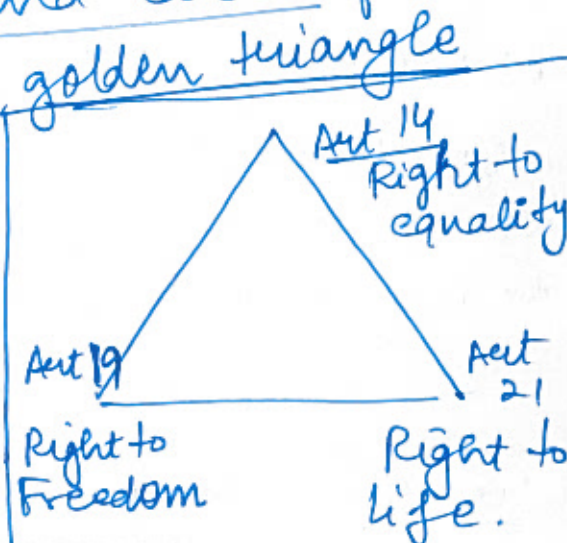 golden triangle
Art 14
Right to
equality
Art 19
Right to
Freedom
Art
21
Right to
life.